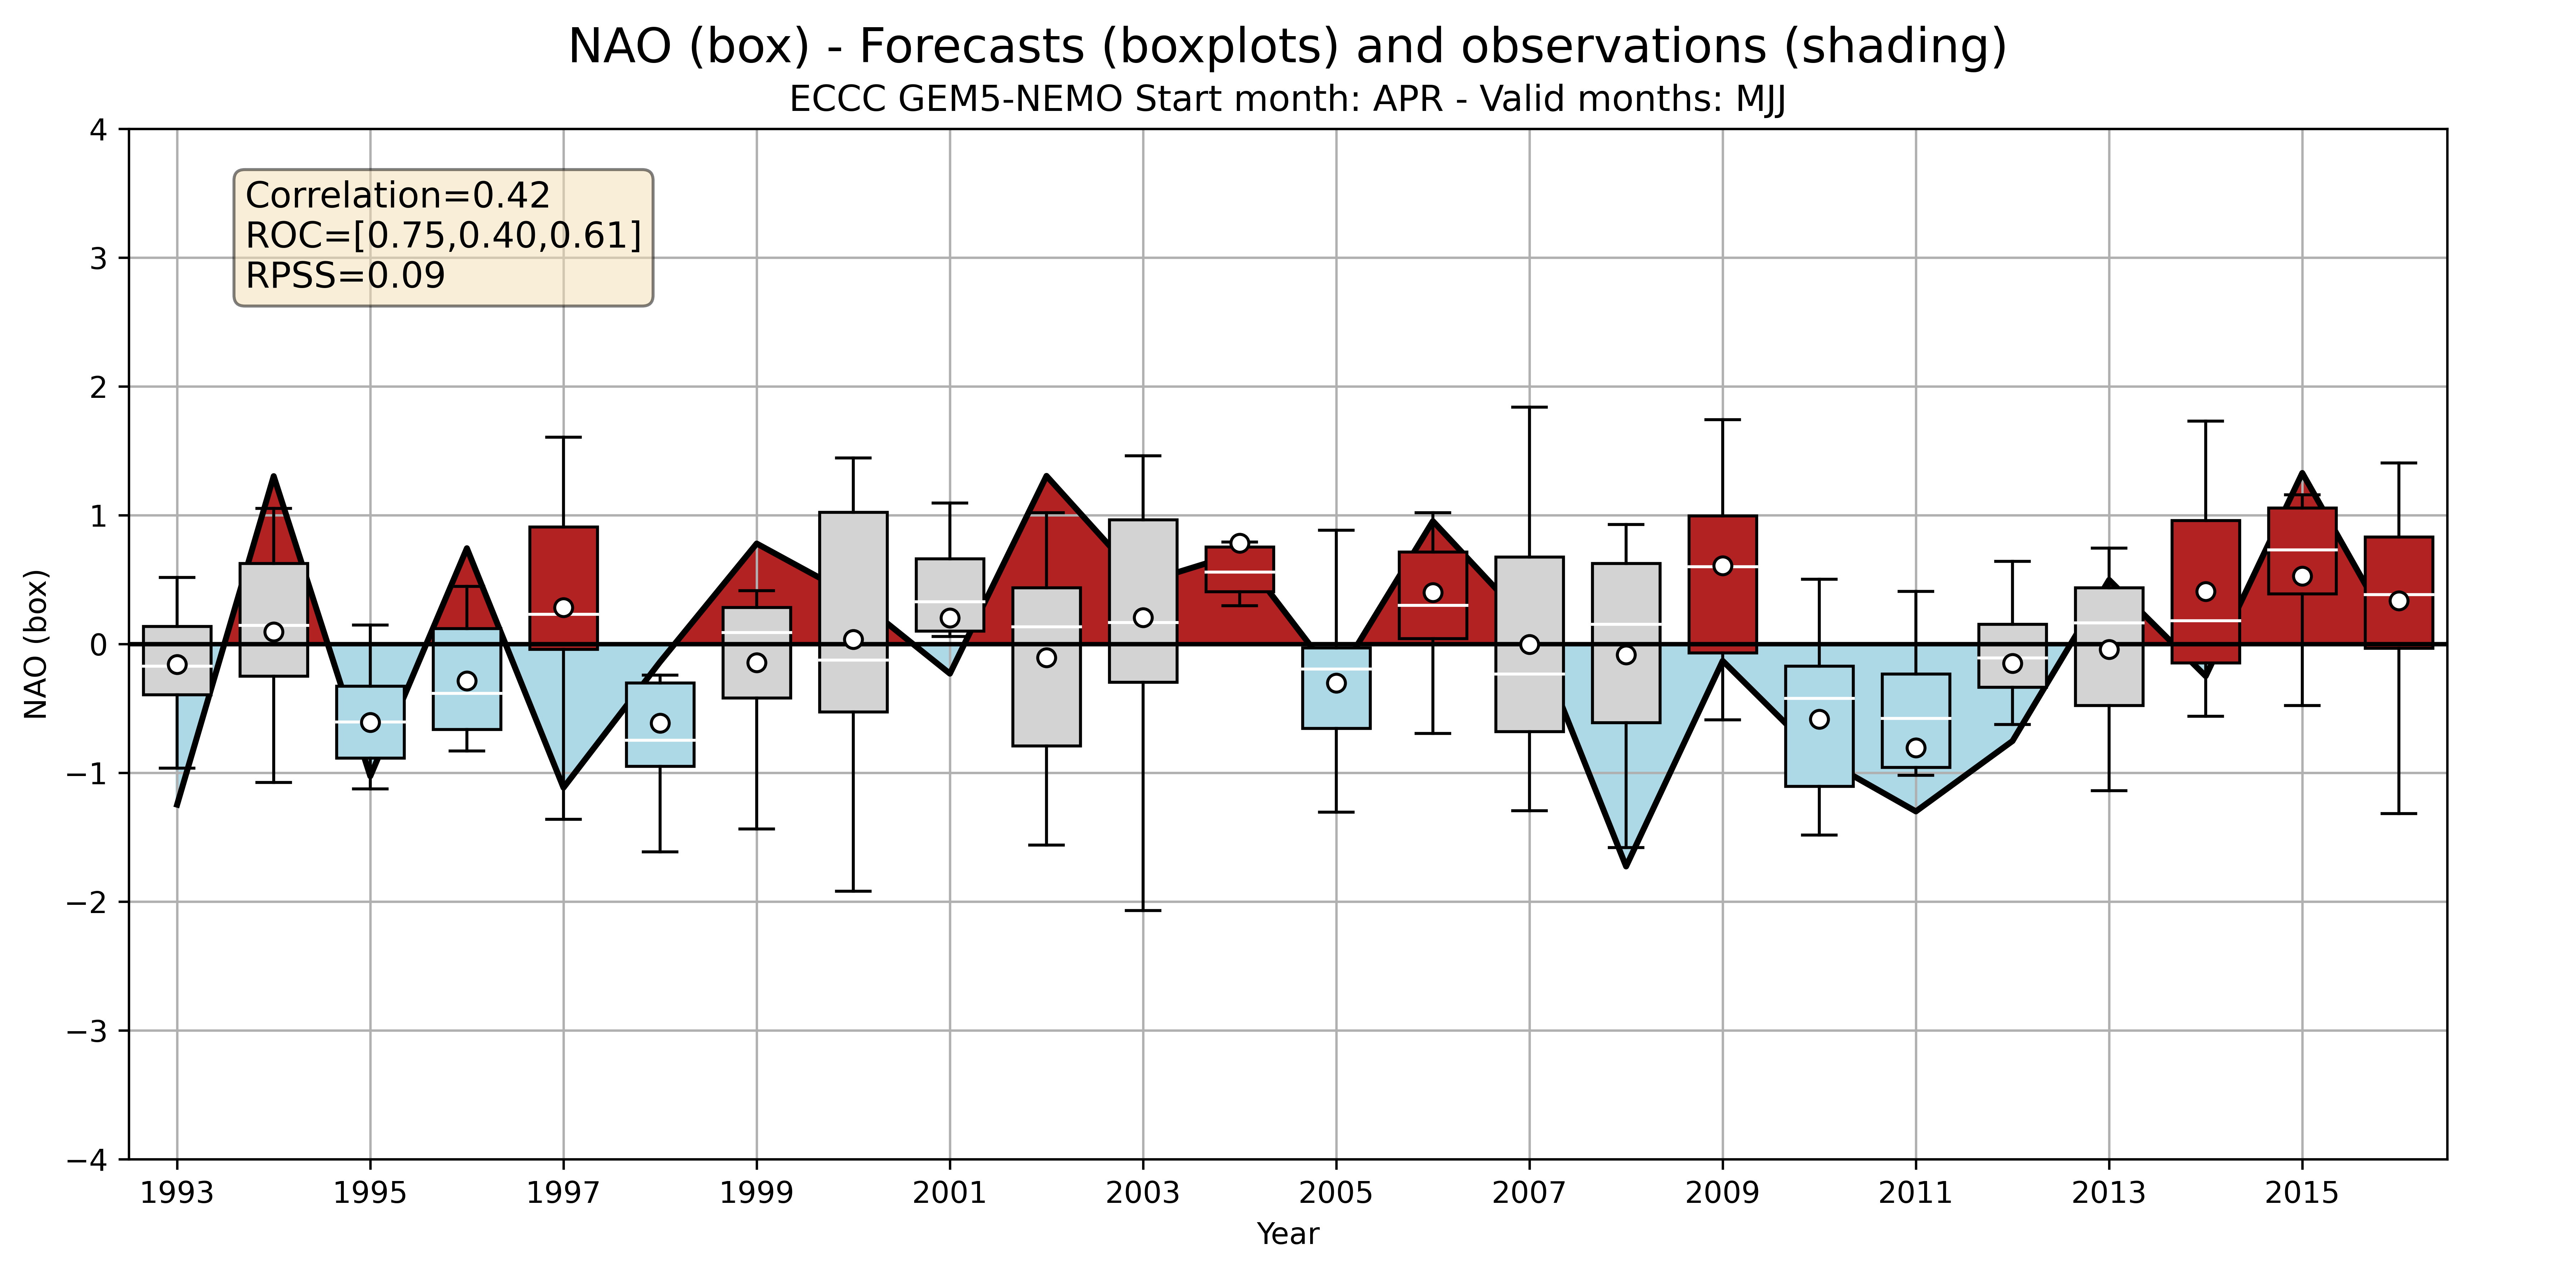 NAO (box) - Forecasts (boxplots) and observations (shading)
ECCC GEM5-NEMO Start month: APR - Valid months: MJJ
Correlation=0.42
ROC=[0.75,0.40,0.61]
RPSS=0.09
NAO (box)
4
3
2
1
0
−1
−2
−3
−4
1993 1995 1997 1999 2001 2003 2005 2007 2009 2011 2013 2015
Year